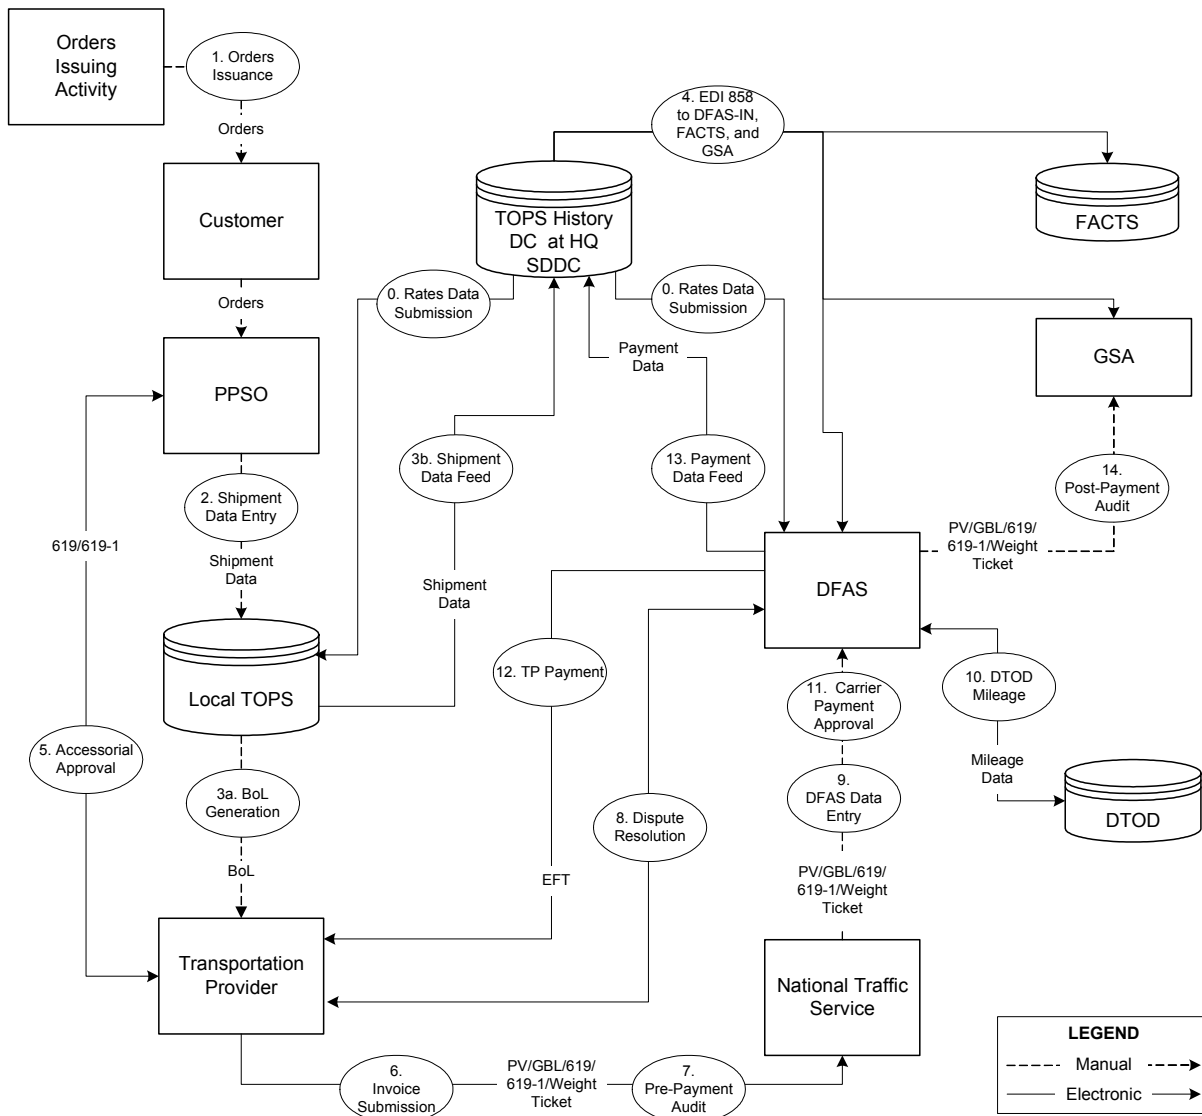 Orders
Issuing
Activity
1. Orders
Issuance
Orders
Customer
Orders
PPSO
2. Shipment
Data Entry
Shipment
Data
Local TOPS
3a. BoL
Generation
BoL
Transportation
Provider
619/619-1
5. Accessorial
Approval
4. EDI 858
to DFAS-IN,
FACTS, and
GSA
TOPS History
DC at HQ
SDDC
0. Rates Data
Submission
0. Rates Data
Submission
Payment
Data
3b. Shipment
Data Feed
13. Payment
Data Feed
Shipment
Data
12. TP Payment
EFT
8. Dispute
Resolution
FACTS
GSA
14.
Post-Payment
Audit
PV/GBL/619/
619-1/Weight
Ticket
DFAS
10. DTOD
Mileage
Mileage
Data
DTOD
11. Carrier
Payment
Approval
9.
DFAS Data
Entry
PV/GBL/619/
619-1/Weight
Ticket
National Traffic
Service
6.
Invoice
Submission
PV/GBL/619/
619-1/Weight
Ticket
7.
Pre-Payment
Audit
LEGEND
Manual
Electronic